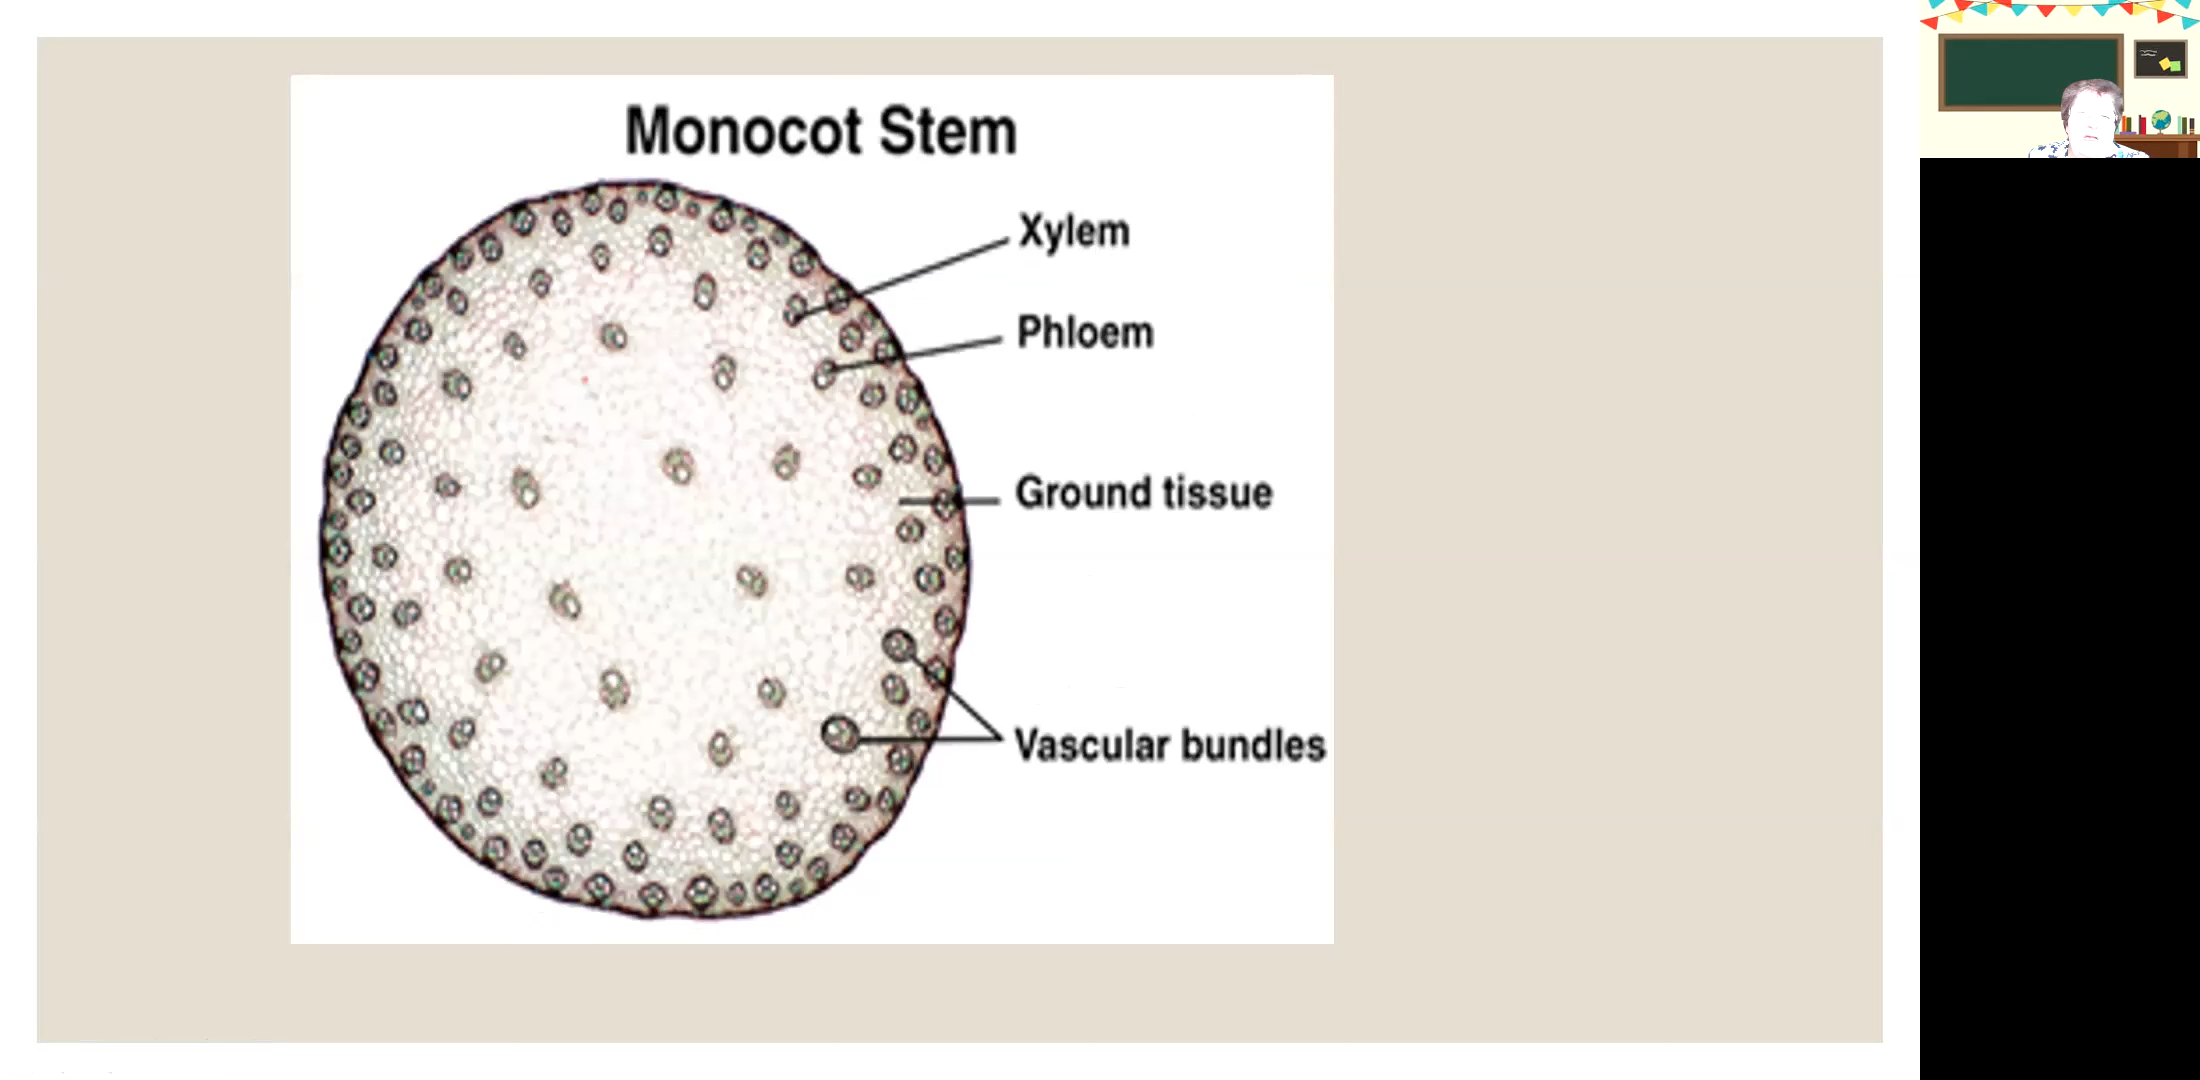 Monocot Stem
Xylem
Phloem
Ground tissue
Vascular bundles